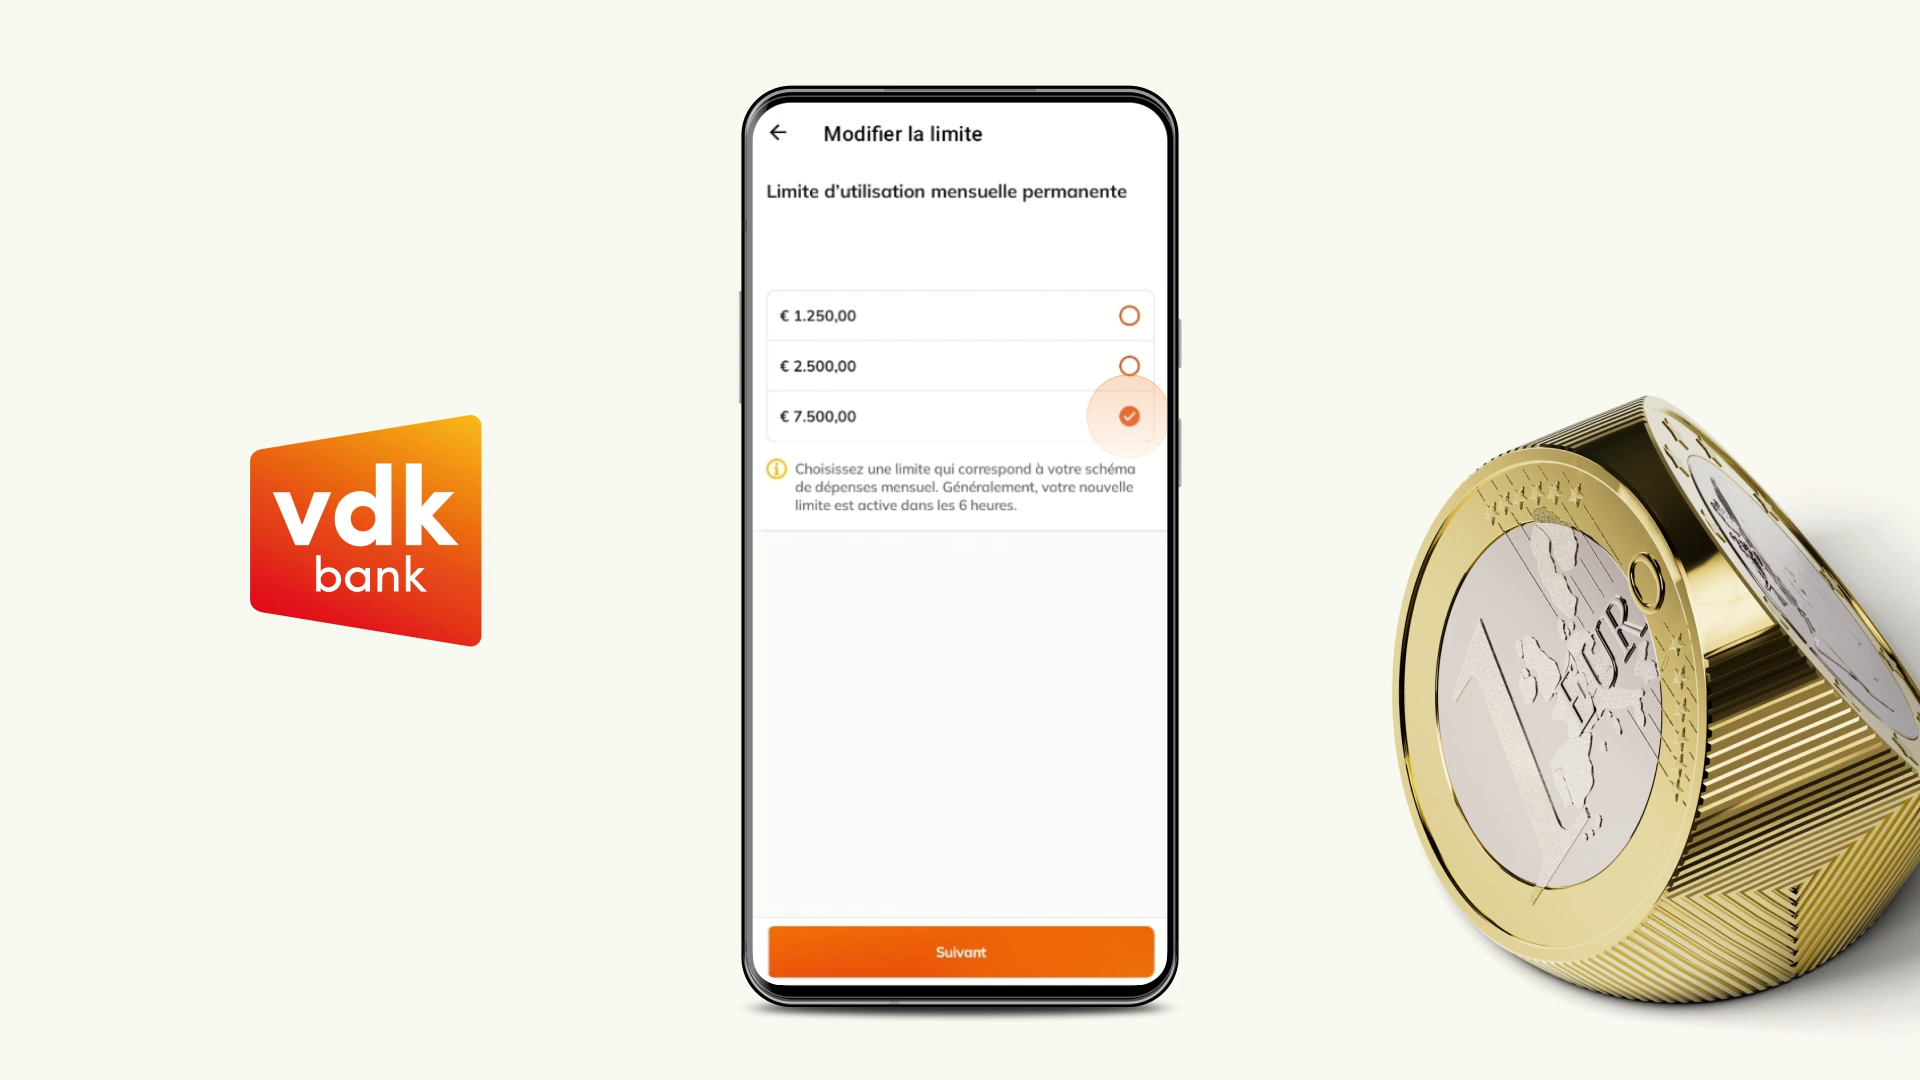 vdk
bank
Modifier la limite
Limite d'utilisation mensuelle permanente
€ 1.250,00
€ 2.500,00
€ 7.500,00
Choisissez une limite qui correspond à votre schéma
de dépenses mensuel. Généralement, votre nouvelle
limite est active dans les 6 heures.
Suivant
1 EUR